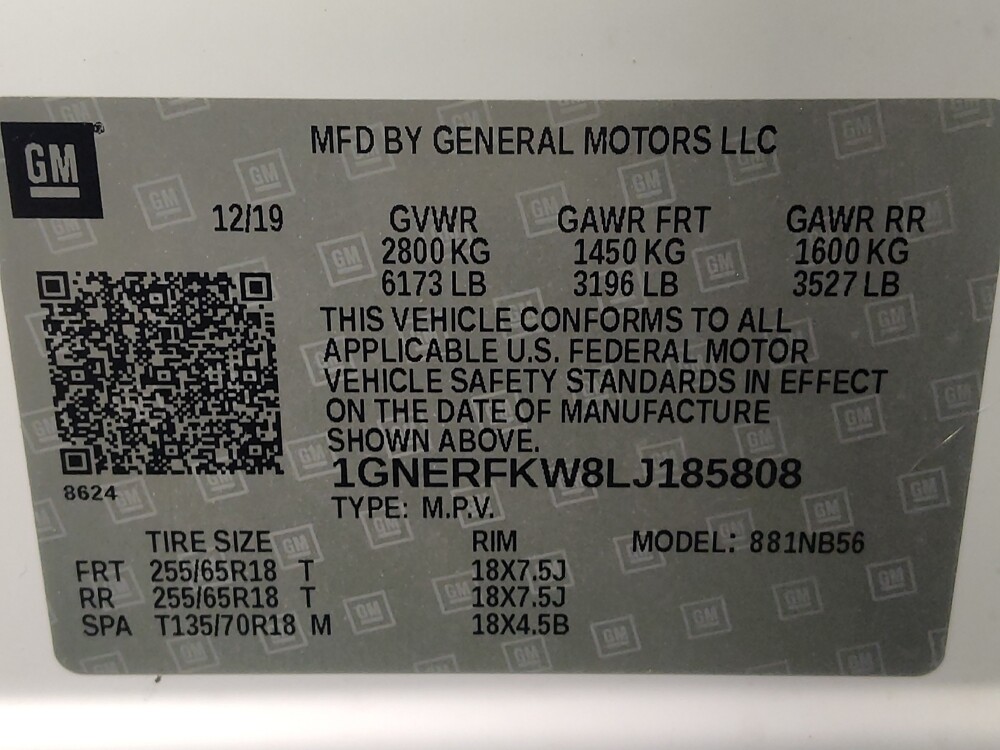 GM
MFD BY GENERAL MOTORS LLC
12/19 GVWR GAWR FRT GAWR RR
2800 KG 1450 KG 1600 KG
6173 LB 3196 LB 3527 LB
THIS VEHICLE CONFORMS TO ALL
APPLICABLE U.S. FEDERAL MOTOR
VEHICLE SAFETY STANDARDS IN EFFECT
ON THE DATE OF MANUFACTURE
SHOWN ABOVE.
1GNERFKW8LJ185808
8624
TYPE: M.P.V.
TIRE SIZE RIM MODEL: 881NB56
FRT 255/65R18 T 18X7.5J
RR 255/65R18 T 18X7.5J
SPA T135/70R18 M 18X4.5B